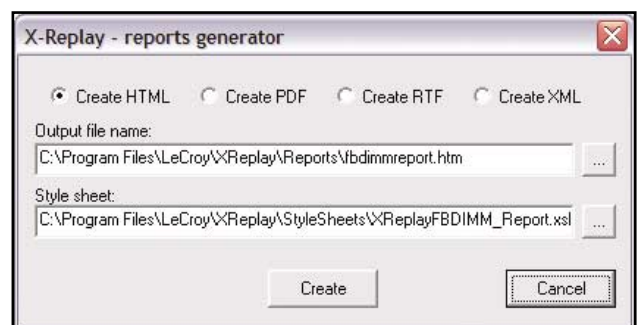 X-Replay - reports generator
Create HTML Create PDF Create RTF Create XML
Output file name:
C:\Program Files\LeCroy\XReplay\Reports\fbdimmreport.htm
...
Style sheet:
C:\Program Files\LeCroy\XReplay\StyleSheets\XReplayFBDIMM_Report.xsl
...
Create Cancel